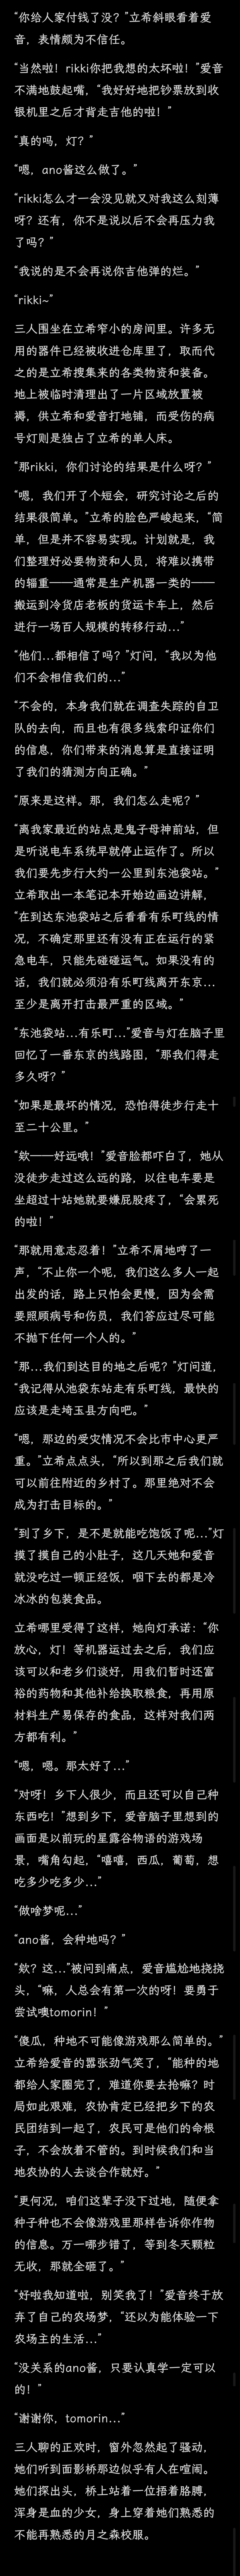 “你给人家付钱了没？”立希斜眼看着爱
音，表情颇为不信任。
“当然啦！rikki你把我想的太坏啦！”爱音
不满地鼓起嘴，“我好好地把钞票放到收
银机里之后才背走吉他的啦！”
“真的吗，灯？”
“嗯，ano酱这么做了。”
“rikki怎么才一会没见就又对我这么刻薄
呀？还有，你不是说以后不会再压力我
了吗？”
“我说的是不会再说你吉他弹的烂。”
“rikki~”
三人围坐在立希窄小的房间里。许多无
用的器件已经被收进仓库里了，取而代
之的是立希搜集来的各类物资和装备。
地上被临时清理出了一片区域放置被
褥，供立希和爱音打地铺，而受伤的病
号灯则是独占了立希的单人床。
“那rikki，你们讨论的结果是什么呀？”
“嗯，我们开了个短会，研究讨论之后的
结果很简单。”立希的脸色严峻起来，“简
单，但是并不容易实现。计划就是，我
们整理好必要物资和人员，将难以携带
的辎重——通常是生产机器一类的——
搬运到冷货店老板的货运卡车上，然后
进行一场百人规模的转移行动…”
“他们…都相信了吗？”灯问，“我以为他
们不会相信我们的…”
“不会的，本身我们就在调查失踪的自卫
队的去向，而且也有很多线索印证你们
的信息，你们带来的消息算是直接证明
了我们的猜测方向正确。”
“原来是这样。那，我们怎么走呢？”
“离我家最近的站点是鬼子母神前站，但
是听说电车系统早就停止运作了。所以
我们要先步行大约一公里到东池袋站。”
立希取出一本笔记本开始边画边讲解，
“在到达东池袋站之后看看有乐町线的情
况，不确定那里还有没有正在运行的紧
急电车，只能先碰碰运气。如果没有的
话，我们就必须沿有乐町线离开东京…
至少是离开打击最严重的区域。”
“东池袋站…有乐町…”爱音与灯在脑子里
回忆了一番东京的线路图，“那我们得走
多久呀？”
“如果是最坏的情况，恐怕得徒步行走十
至二十公里。”
“欸——好远哦！”爱音脸都吓白了，她从
没徒步走过这么远的路，以往电车要是
坐超过十站她就要嫌屁股疼了，“会累死
的啦！”
“那就用意志忍着！”立希不屑地哼了一
声，“不止你一个呢，我们这么多人一起
出发的话，路上只怕会更慢，因为会需
要照顾病号和伤员，我们答应过尽可能
不抛下任何一个人的。”
“那…我们到达目的地之后呢？”灯问道，
“我记得从池袋东站走有乐町线，最快的
应该是走埼玉县方向吧。”
“嗯，那边的受灾情况不会比市中心更严
重。”立希点点头，“所以到那之后我们就
可以前往附近的乡村了。那里绝对不会
成为打击目标的。”
“到了乡下，是不是就能吃饱饭了呢…”灯
摸了摸自己的小肚子，这几天她和爱音
就没吃过一顿正经饭，咽下去的都是冷
冰冰的包装食品。
立希哪里受得了这样，她向灯承诺：“你
放心，灯！等机器运过去之后，我们应
该可以和老乡们谈好，用我们暂时还富
裕的药物和其他补给换取粮食，再用原
材料生产易保存的食品，这样对我们两
方都有利。”
“嗯，嗯。那太好了…”
“对呀！乡下人很少，而且还可以自己种
东西吃！”想到乡下，爱音脑子里想到的
画面是以前玩的星露谷物语的游戏场
景，嘴角勾起，“嘻嘻，西瓜，葡萄，想
吃多少吃多少…”
“做啥梦呢…”
“ano酱，会种地吗？”
“欸？这…”被问到痛点，爱音尴尬地挠挠
头，“嘛，人总会有第一次的呀！要勇于
尝试噢tomorin！”
“傻瓜，种地不可能像游戏那么简单的。”
立希给爱音的嚣张劲气笑了，“能种的地
都给人家圈完了，难道你要去抢嘛？时
局如此艰难，农协肯定已经把乡下的农
民团结到一起了，农民可是他们的命根
子，不会放着不管的。到时候我们和当
地农协的人去谈合作就好。”
“更何况，咱们这辈子没下过地，随便拿
种子种也不会像游戏里那样告诉你作物
的信息。万一哪步错了，等到冬天颗粒
无收，那就全砸了。”
“好啦我知道啦，别笑我了！”爱音终于放
弃了自己的农场梦，“还以为能体验一下
农场主的生活…”
“没关系的ano酱，只要认真学一定可以
的！”
“谢谢你，tomorin…”
三人聊的正欢时，窗外忽然起了骚动，
她们听到面影桥那边似乎有人在喧闹。
她们探出头，桥上站着一位捂着胳膊，
浑身是血的少女，身上穿着她们熟悉的
不能再熟悉的月之森校服。